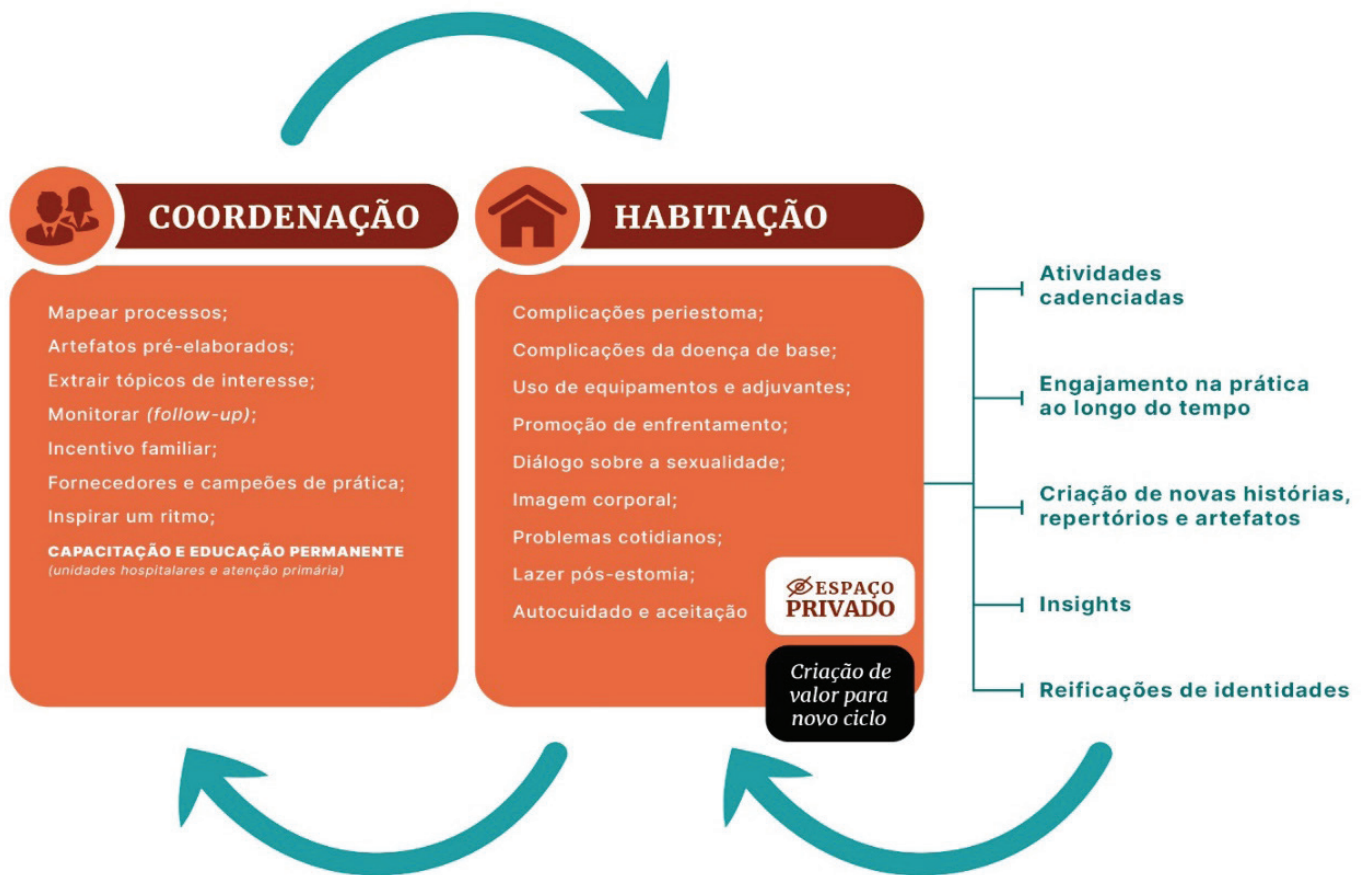 COORDENAÇÃO
Mapear processos;
Artefatos pré-elaborados;
Extrair tópicos de interesse;
Monitorar (follow-up);
Incentivo familiar;
Fornecedores e campeões de prática;
Inspirar um ritmo;
CAPACITAÇÃO E EDUCAÇÃO PERMANENTE
(unidades hospitalares e atenção primária)
HABITAÇÃO
Complicações periestoma;
Complicações da doença de base;
Uso de equipamentos e adjuvantes;
Promoção de enfrentamento;
Diálogo sobre a sexualidade;
Imagem corporal;
Problemas cotidianos;
Lazer pós-estomia;
Autocuidado e aceitação
ESPAÇO
PRIVADO
Criação de
valor para
novo ciclo
Atividades
cadenciadas
Engajamento na prática
ao longo do tempo
Criação de novas histórias,
repertórios e artefatos
Insights
Reificações de identidades